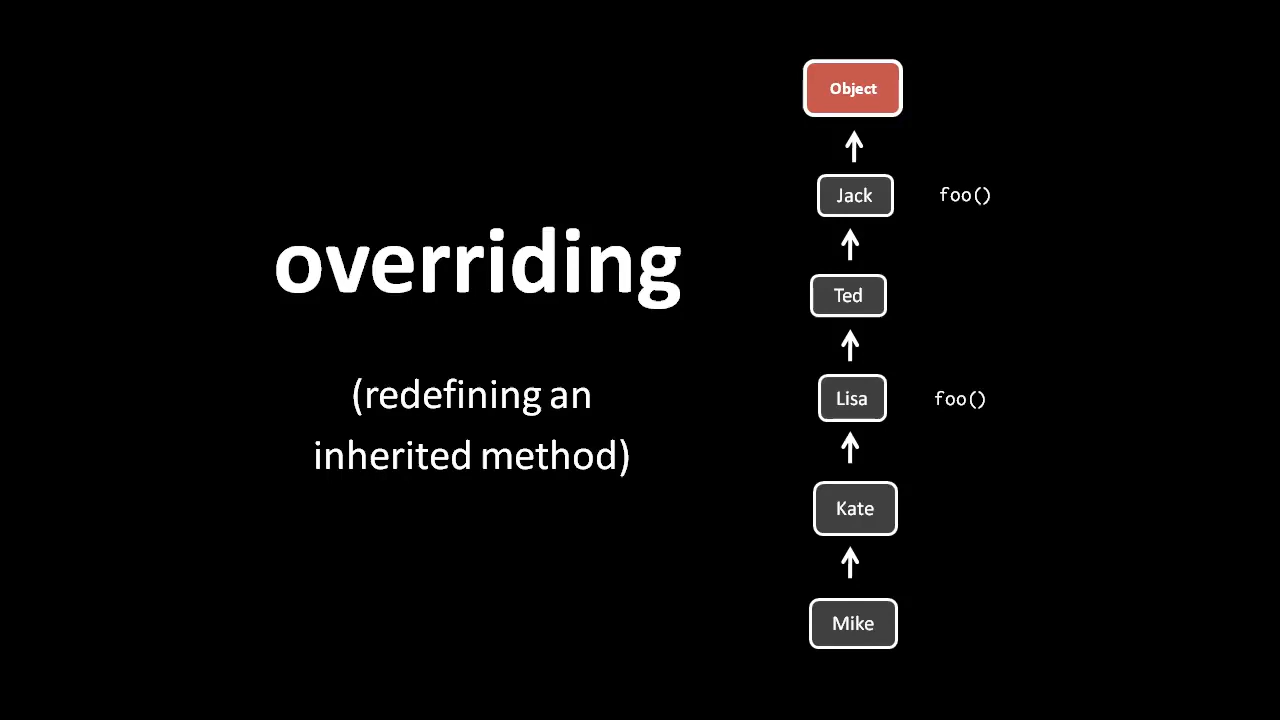 Object
Jack foo()
overriding
Ted
(redefining an
Lisa foo()
inherited method)
Kate
Mike